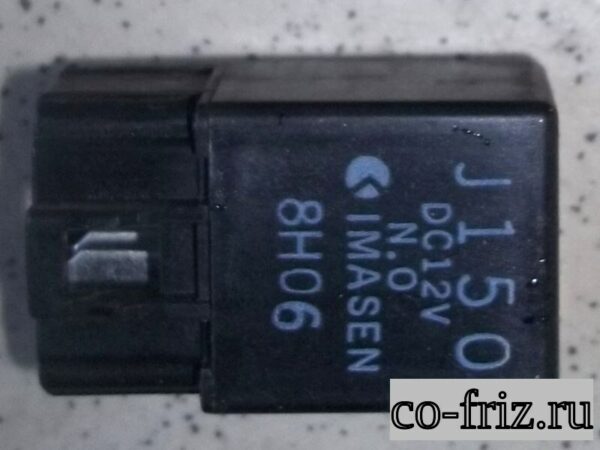 J150
DC12V
N.O
IMASEN
8H06
co-friz.ru